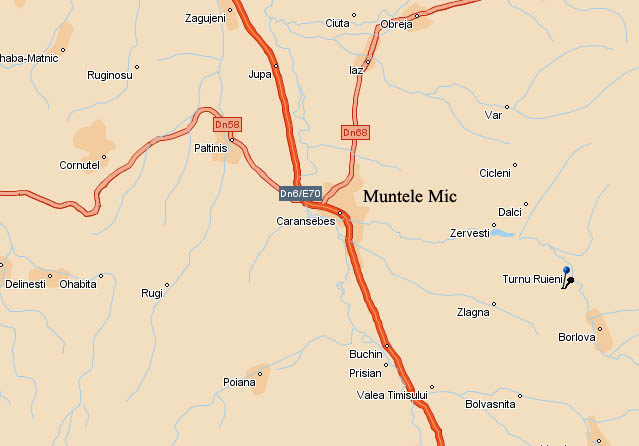 Zagujeni
Ciuta
Obreja
haba-Matnic
Ruginosu
Jupa
Iaz
Var
Dn58
Dn68
Paltinis
Cornutel
Cicleni
Dn6/E70
Muntele Mic
Caransebes
Dalci
Zervesti
Delinesti
Ohabita
Rugi
Turnu Ruieni
Zlagna
Borlova
Buchin
Prisian
Poiana
Valea Timisului
Bolvasnita